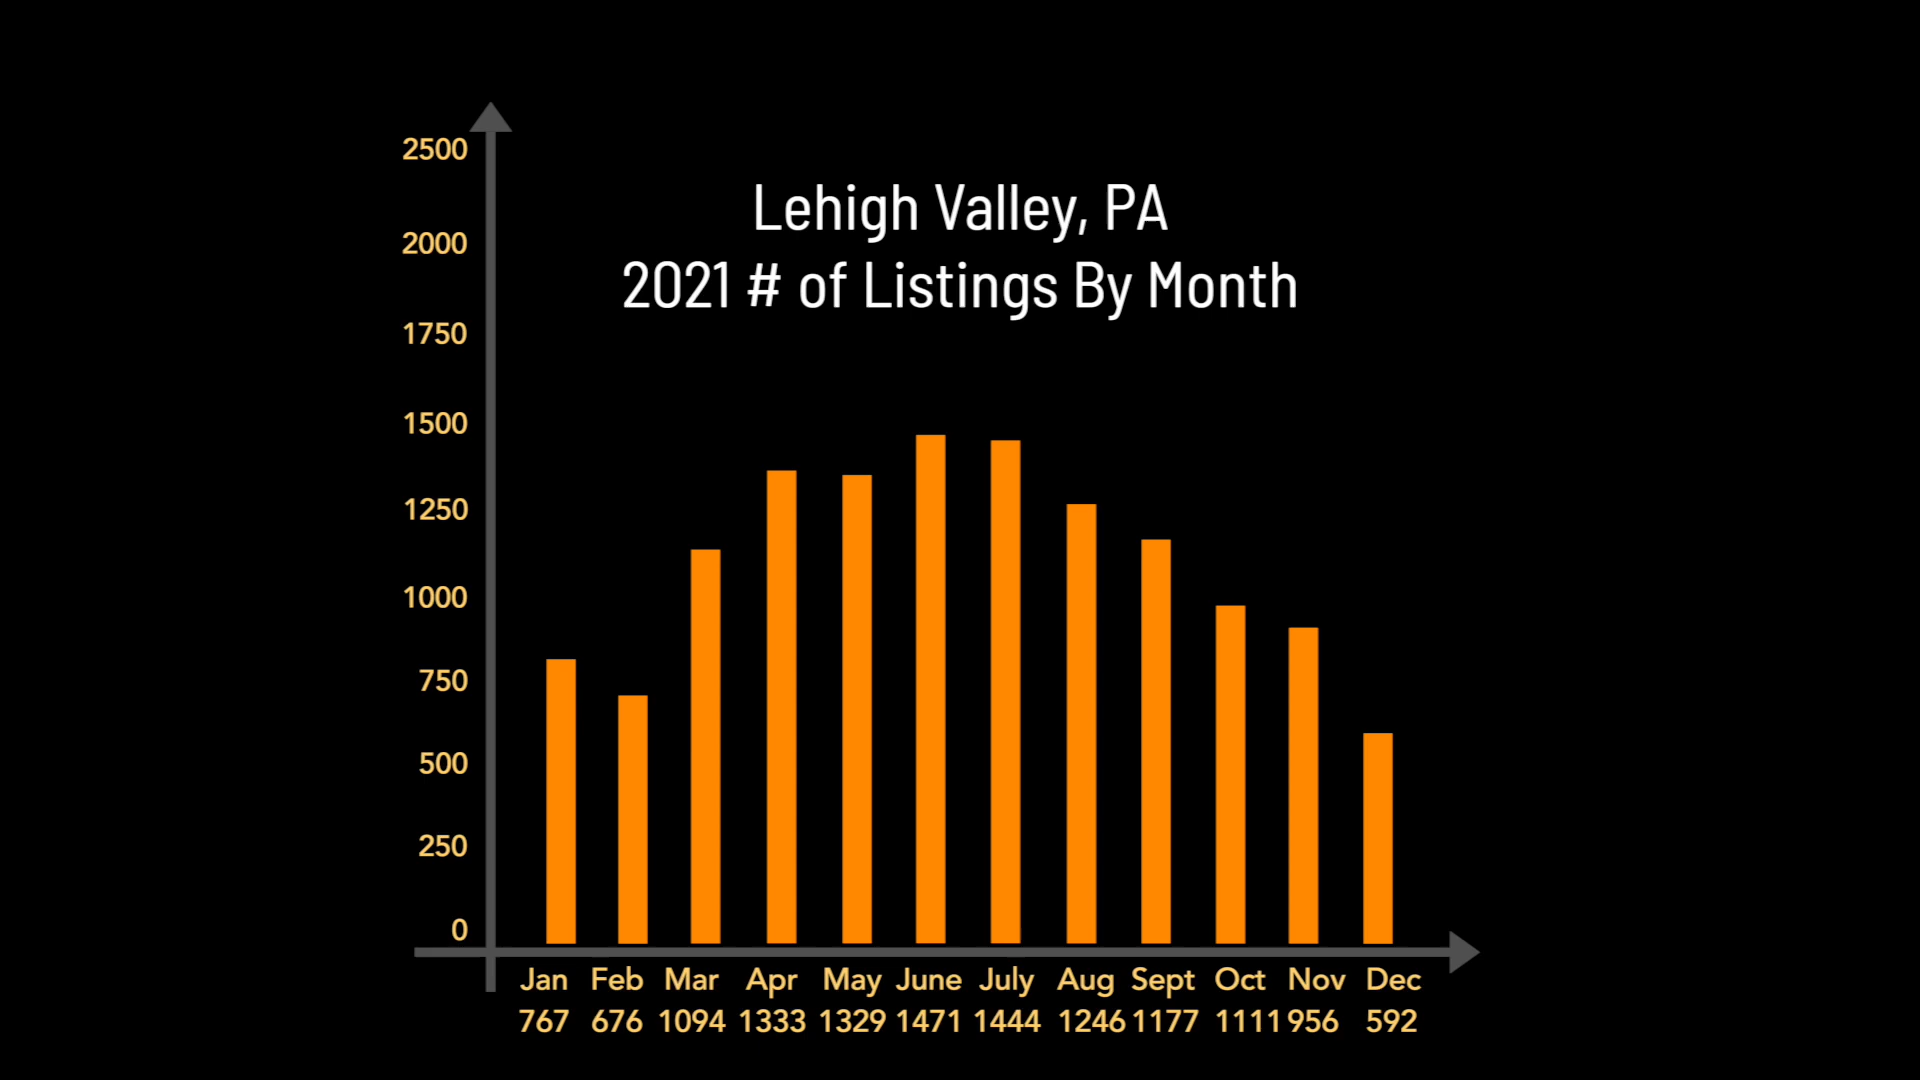 Lehigh Valley, PA
2021 # of Listings By Month
2500
2000
1750
1500
1250
1000
750
500
250
0
Jan Feb Mar Apr May June July Aug Sept Oct Nov Dec
767 676 1094 1333 1329 1471 1444 1246 1177 1111 956 592